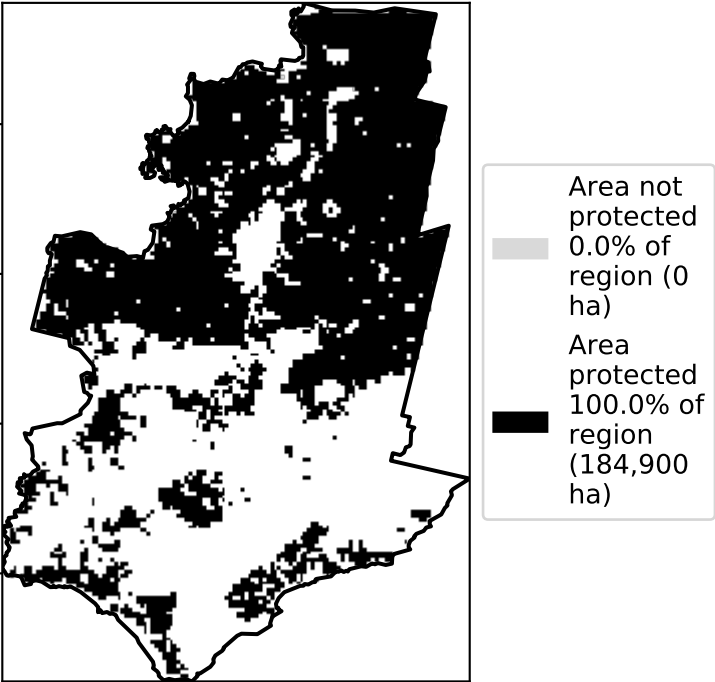 Area not
protected
0.0% of
region (0
ha)
Area
protected
100.0% of
region
(184,900
ha)